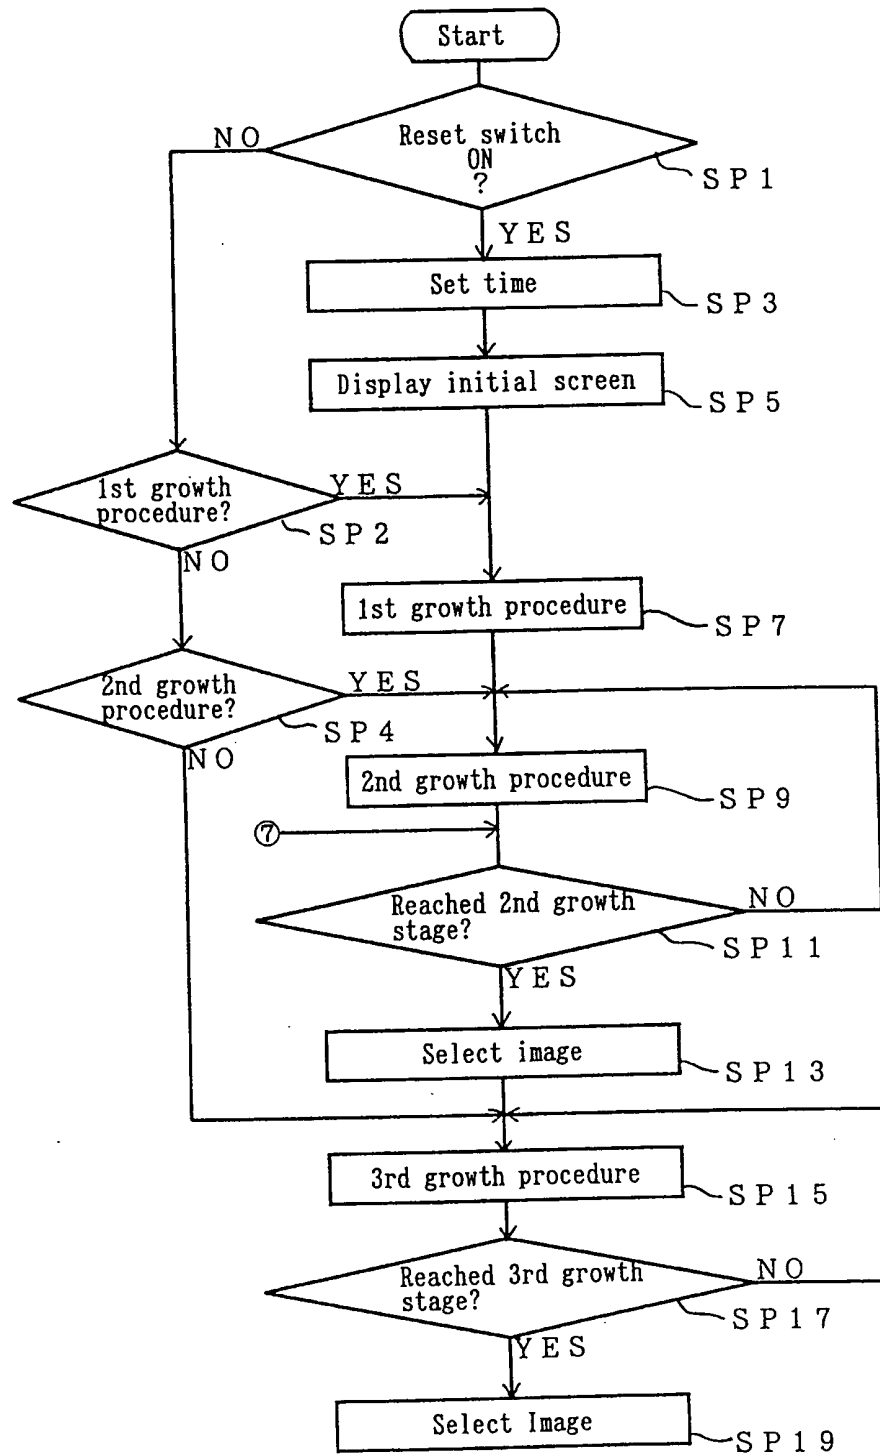 Start
NO
Reset switch
ON
?
SP1
YES
Set time
SP3
Display initial screen
SP5
1st growth
procedure?
YES
SP2
NO
1st growth procedure
SP7
2nd growth
procedure?
YES
SP4
NO
2nd growth procedure
SP9
⑦
Reached 2nd growth
stage?
NO
SP11
YES
Select image
SP13
3rd growth procedure
SP15
Reached 3rd growth
stage?
NO
SP17
YES
Select Image
SP19